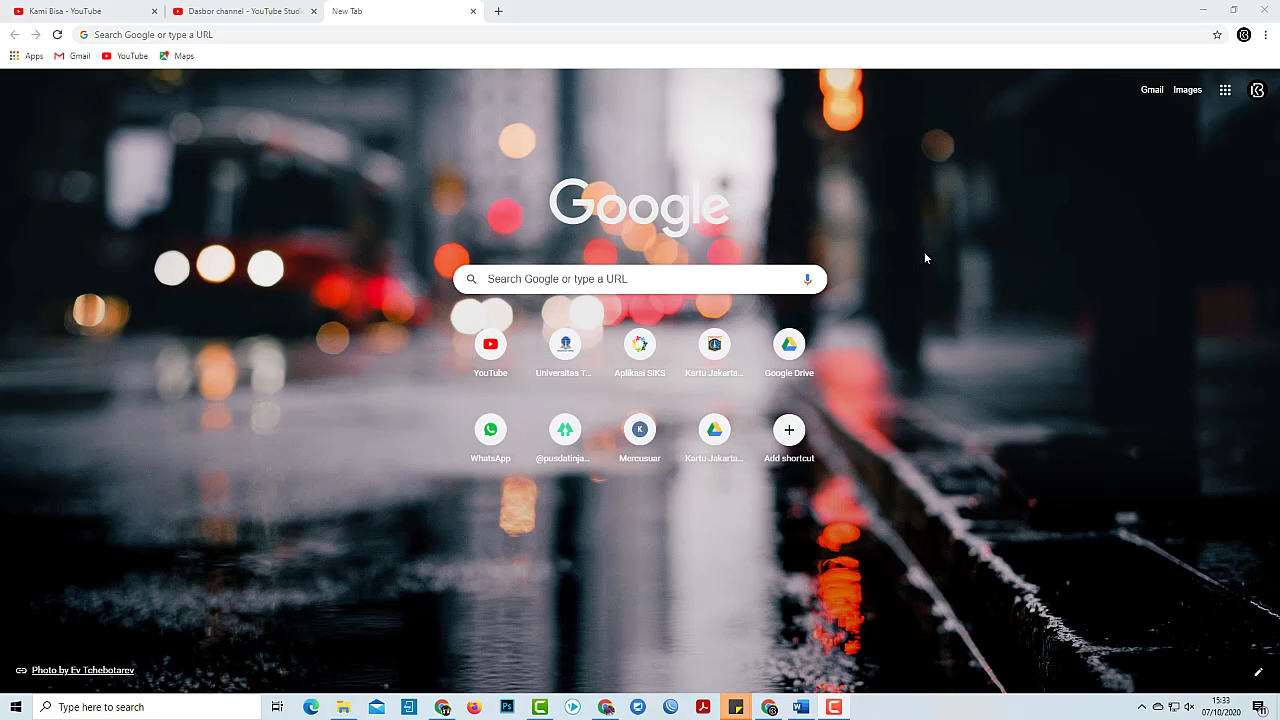 Kami Bisa - YouTube
Dasbor channel - YouTube Studi
New Tab
Search Google or type a URL
Apps
Gmail
YouTube
Maps
Gmail
Images
Google
Search Google or type a URL
YouTube
Universitas T...
Aplikasi SIKS
Kartu Jakarta...
Google Drive
WhatsApp
@pusdatinja...
Mercusuar
Kartu Jakarta...
Add shortcut
Photo by Ev Tchebotarev
Type here to search
15:33
07/10/2020